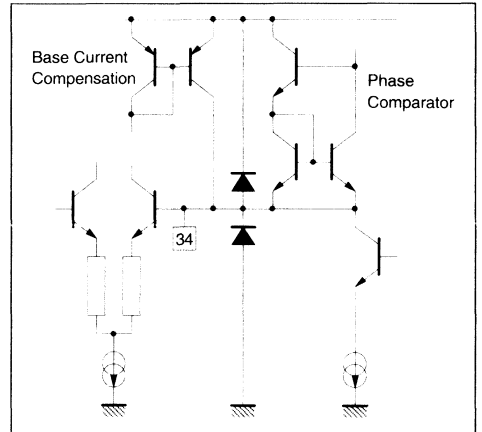 Base Current
Compensation
Phase
Comparator
34